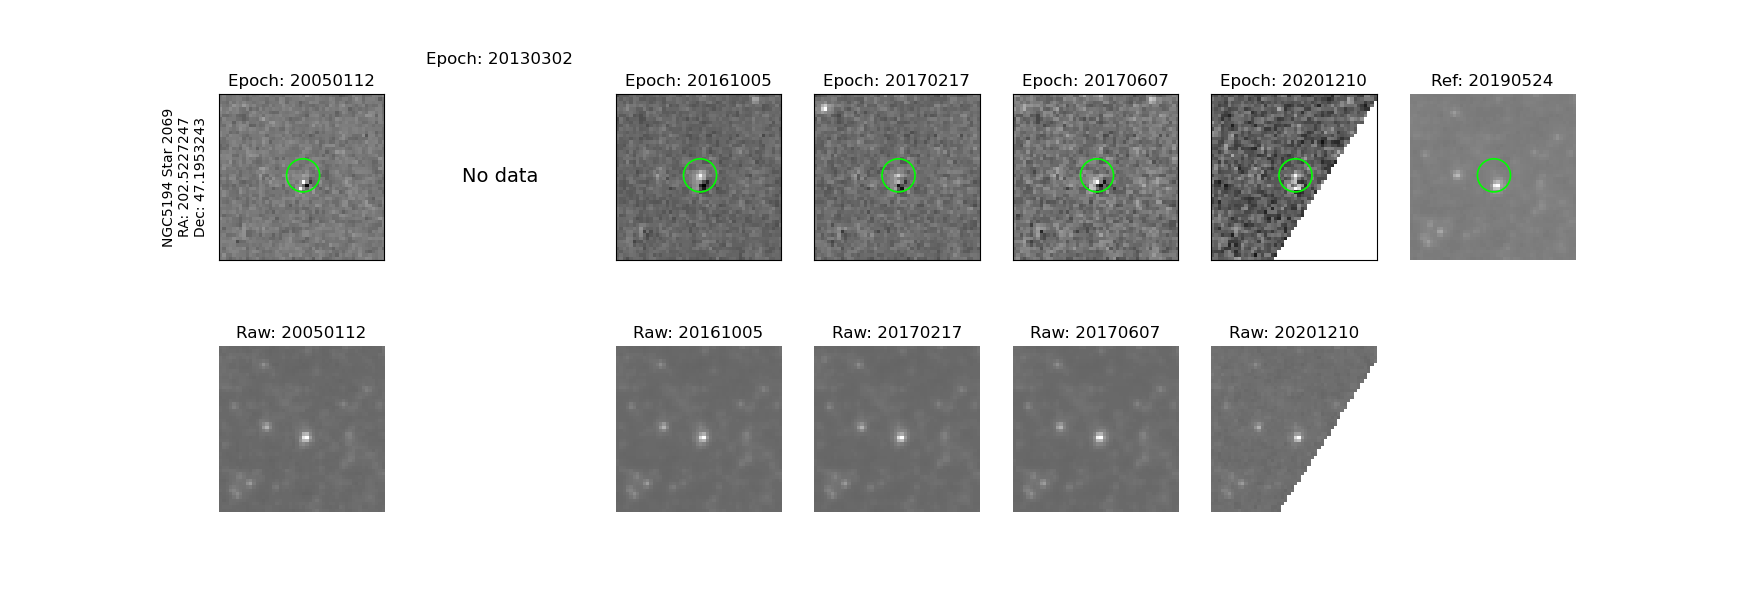 Epoch: 20130302
Epoch: 20050112
Epoch: 20161005
Epoch: 20170217
Epoch: 20170607
Epoch: 20201210
Ref: 20190524
NGC5194 Star 2069
RA: 202.5227247
Dec: 47.1953243
No data
Raw: 20050112
Raw: 20161005
Raw: 20170217
Raw: 20170607
Raw: 20201210